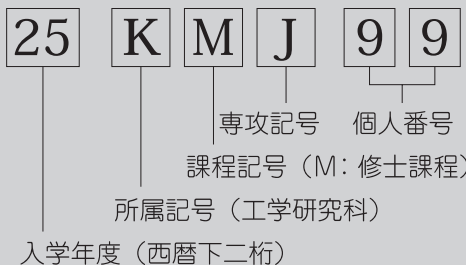 25 K M J 9 9
専攻記号 個人番号
課程記号（M：修士課程）
所属記号（工学研究科）
入学年度（西暦下二桁）